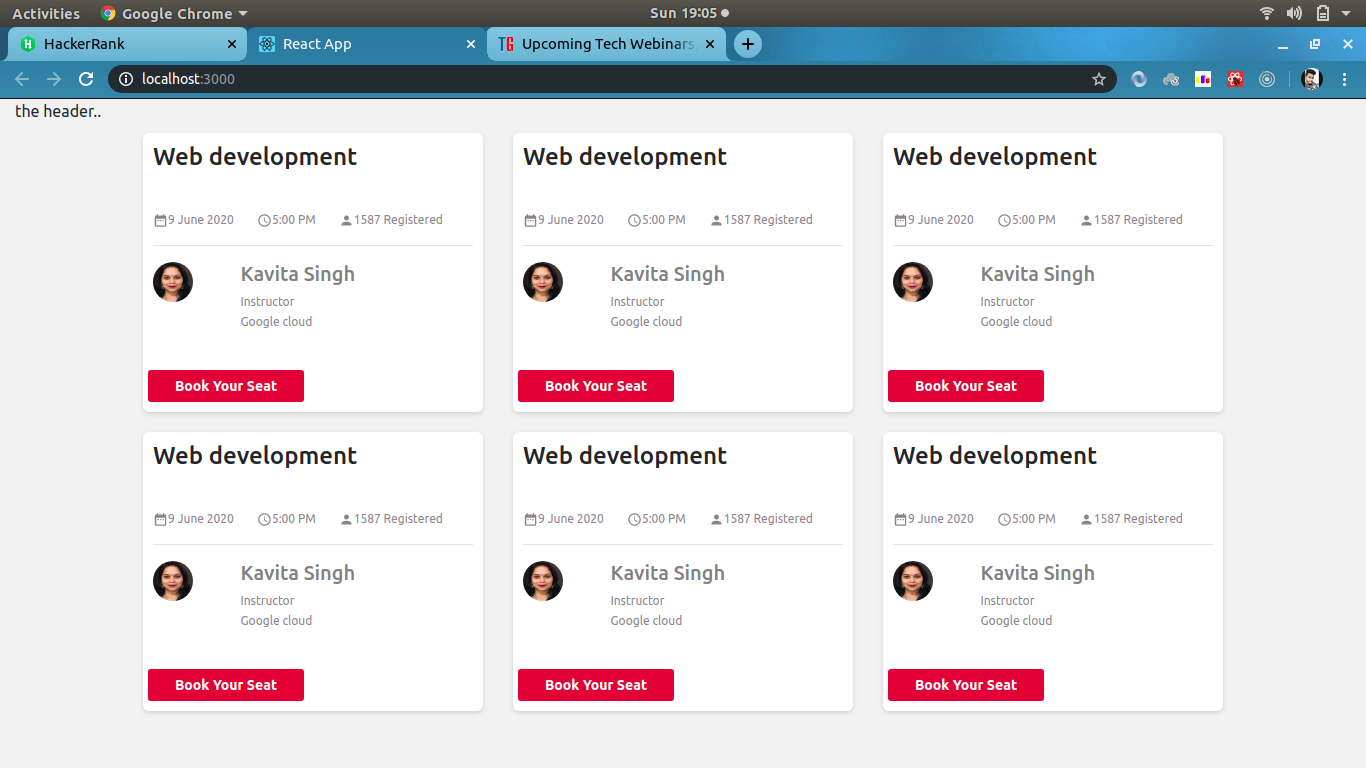 Activities Google Chrome Sun 19:05
HackerRank React App Upcoming Tech Webinars
localhost:3000
the header..
Web development Web development Web development
9 June 2020 5:00 PM 1587 Registered 9 June 2020 5:00 PM 1587 Registered 9 June 2020 5:00 PM 1587 Registered
Kavita Singh Kavita Singh Kavita Singh
Instructor Instructor Instructor
Google cloud Google cloud Google cloud
Book Your Seat Book Your Seat Book Your Seat
Web development Web development Web development
9 June 2020 5:00 PM 1587 Registered 9 June 2020 5:00 PM 1587 Registered 9 June 2020 5:00 PM 1587 Registered
Kavita Singh Kavita Singh Kavita Singh
Instructor Instructor Instructor
Google cloud Google cloud Google cloud
Book Your Seat Book Your Seat Book Your Seat